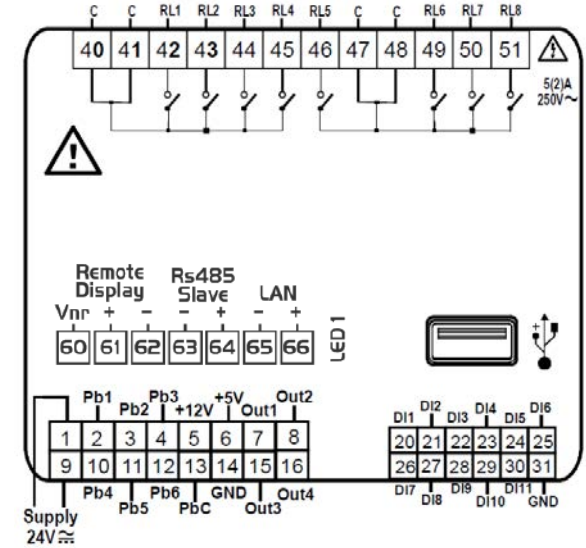 C C RL1 RL2 RL3 RL4 RL5 C C RL6 RL7 RL8
40 41 42 43 44 45 46 47 48 49 50 51
5(2)A
250V~
Remote Display
Rs485 Slave
LAN
Vnr + - - + - +
60 61 62 63 64 65 66
LED 1
Pb1 Pb2 Pb3 +12V +5V Out1 Out2
1 2 3 4 5 6 7 8
9 10 11 12 13 14 15 16
Pb4 Pb5 Pb6 PbC GND Out3 Out4
Supply
24V≂
DI1 DI2 DI3 DI4 DI5 DI6
20 21 22 23 24 25
26 27 28 29 30 31
DI7 DI8 DI9 DI10 DI11 GND